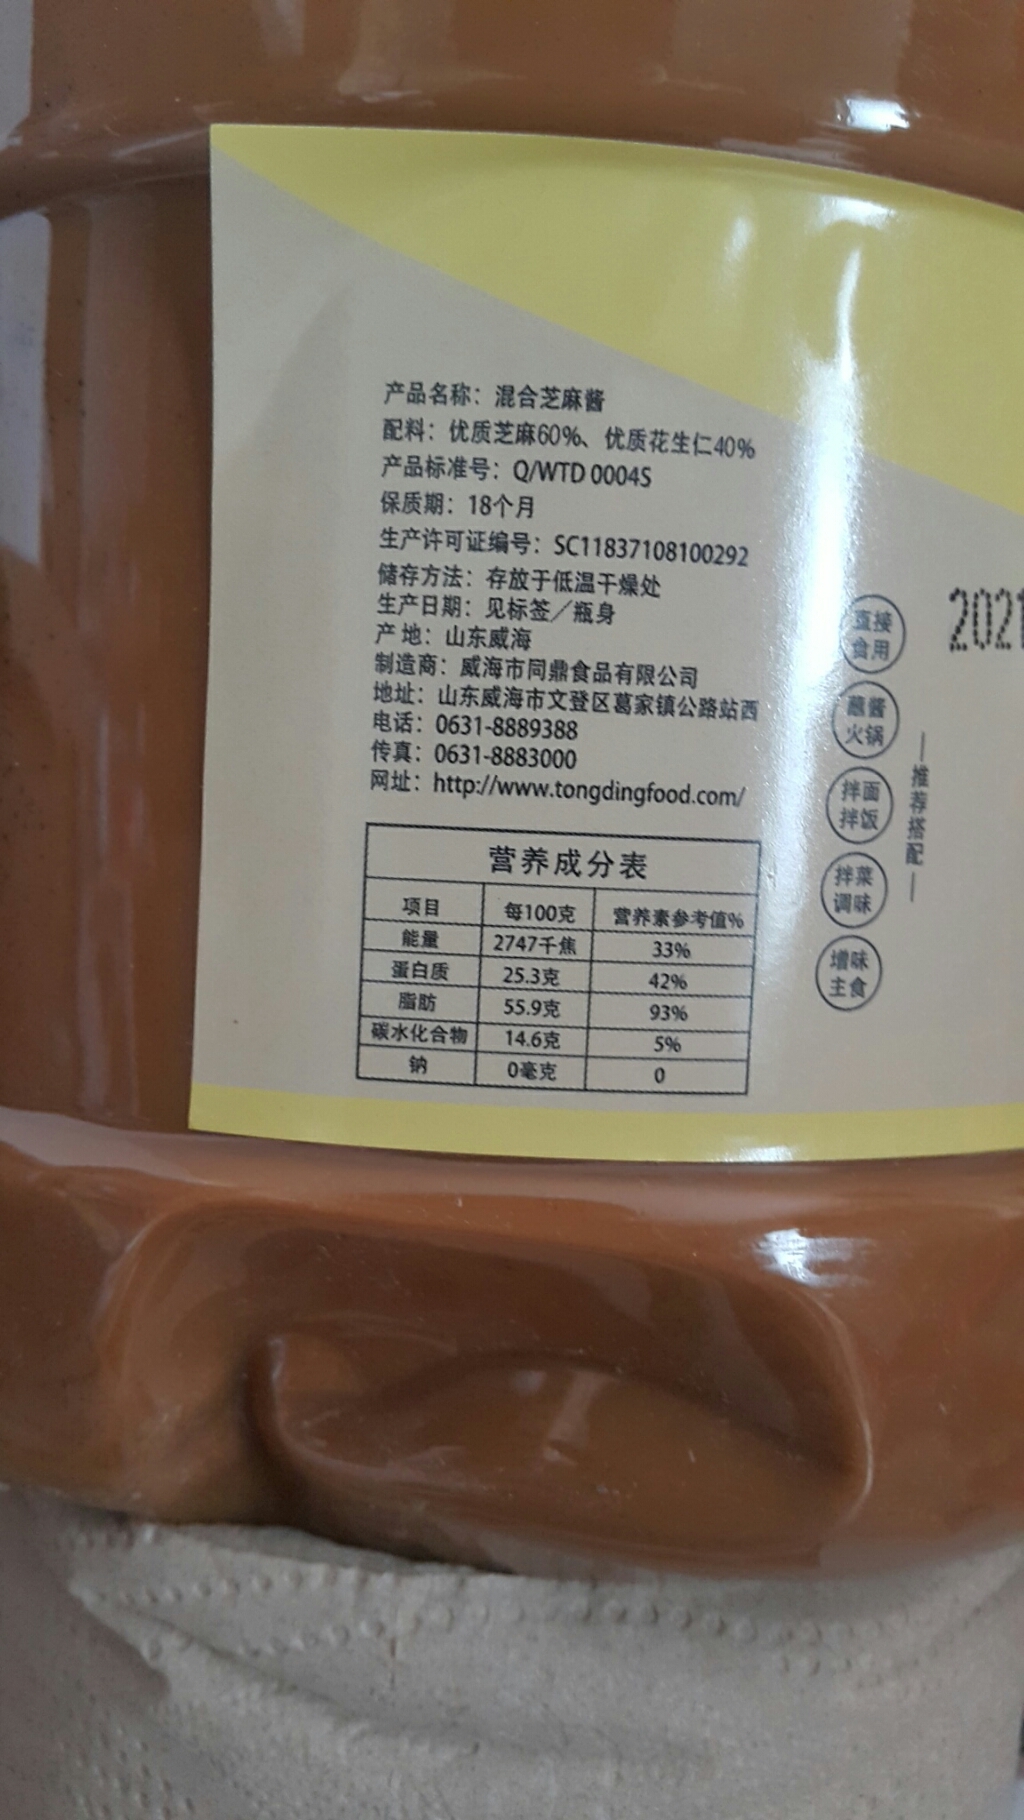 产品名称：混合芝麻酱
配料：优质芝麻60%、优质花生仁40%
产品标准号：Q/WTD 0004S
保质期：18个月
生产许可证编号：SC11837108100292
储存方法：存放于低温干燥处
生产日期：见标签／瓶身
产 地：山东威海
制造商：威海市同鼎食品有限公司
地址：山东威海市文登区葛家镇公路站西
电话：0631-8889388
传真：0631-8883000
网址：http://www.tongdingfood.com/
营养成分表
项目 每100克 营养素参考值%
能量 2747千焦 33%
蛋白质 25.3克 42%
脂肪 55.9克 93%
碳水化合物 14.6克 5%
钠 0毫克 0
直接
食用
蘸酱
火锅
拌面
拌饭
拌菜
调味
增味
主食
推荐搭配
2021